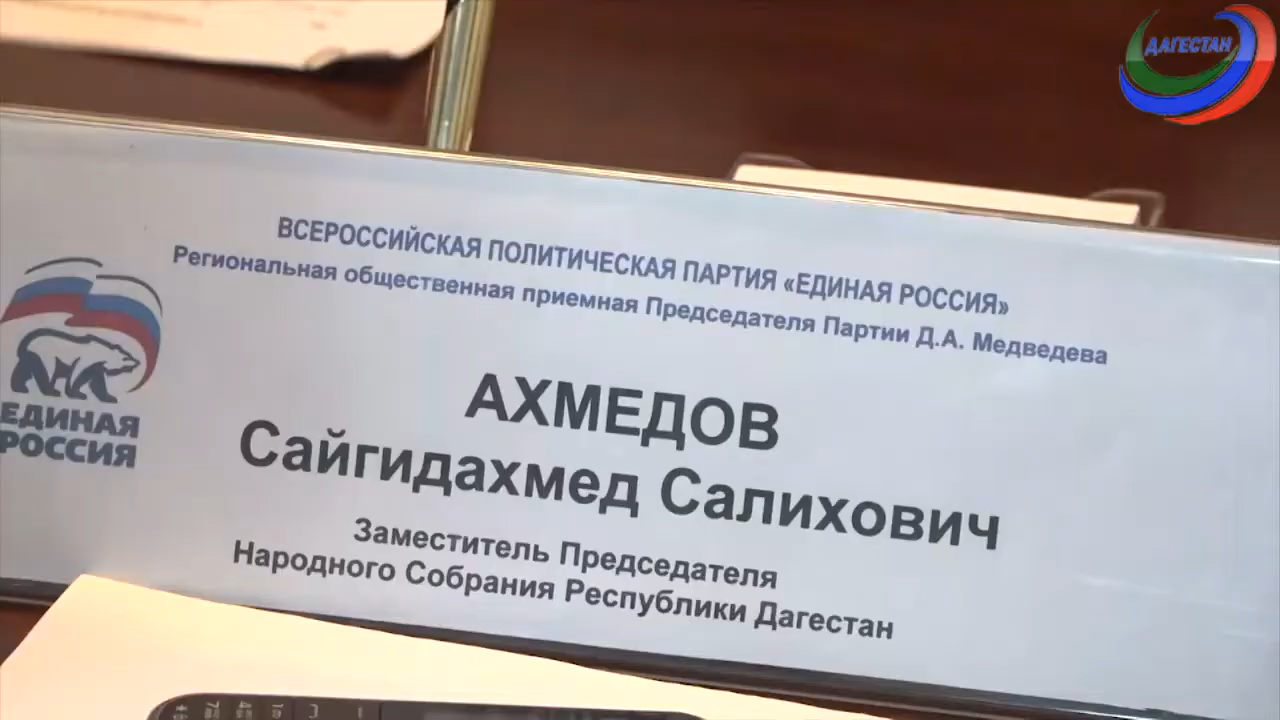 ДАГЕСТАН
ВСЕРОССИЙСКАЯ ПОЛИТИЧЕСКАЯ ПАРТИЯ «ЕДИНАЯ РОССИЯ»
Региональная общественная приемная Председателя Партии Д.А. Медведева
ЕДИНАЯ
РОССИЯ
АХМЕДОВ
Сайгидахмед Салихович
Заместитель Председателя
Народного Собрания Республики Дагестан